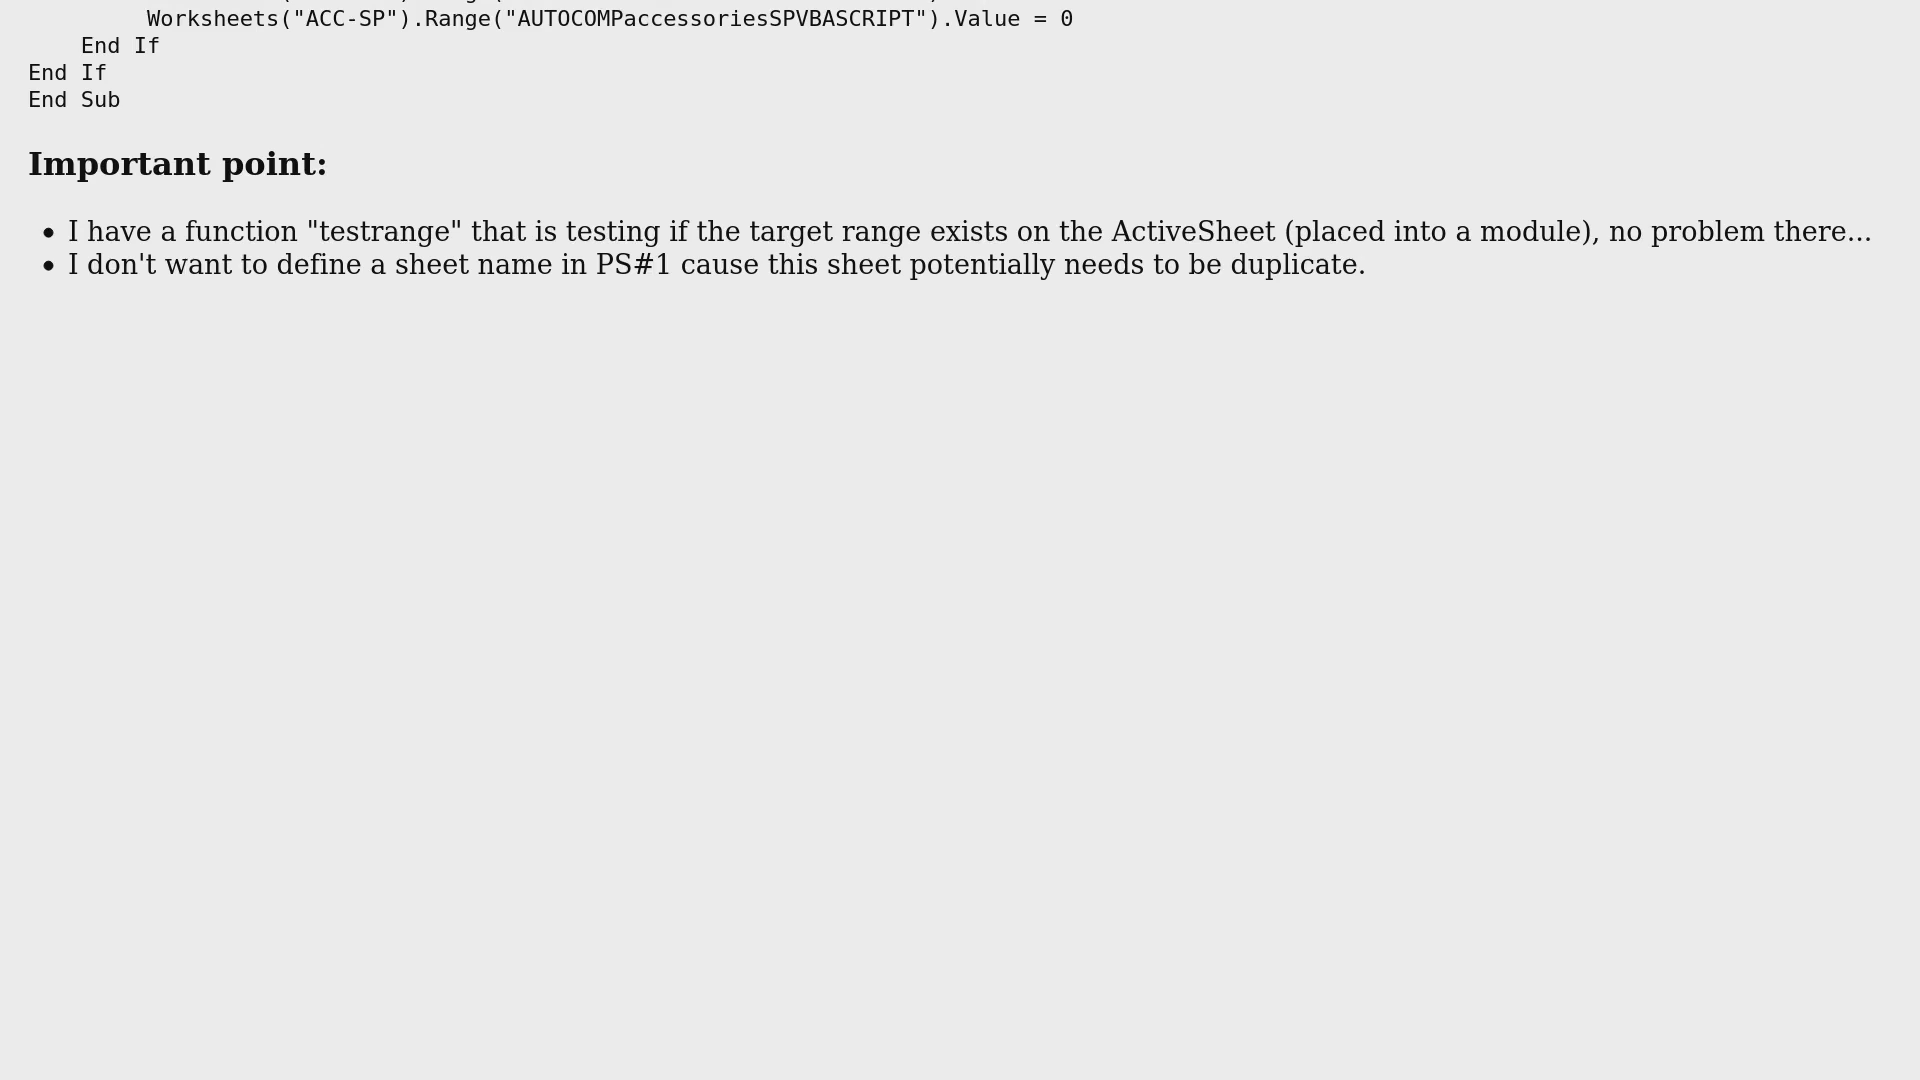 Worksheets("ACC-SP").Range("AUTOCOMPaccessoriesSPVBASCRIPT").Value = 0
End If
End If
End Sub
Important point:
• I have a function "testrange" that is testing if the target range exists on the ActiveSheet (placed into a module), no problem there...
• I don't want to define a sheet name in PS#1 cause this sheet potentially needs to be duplicate.